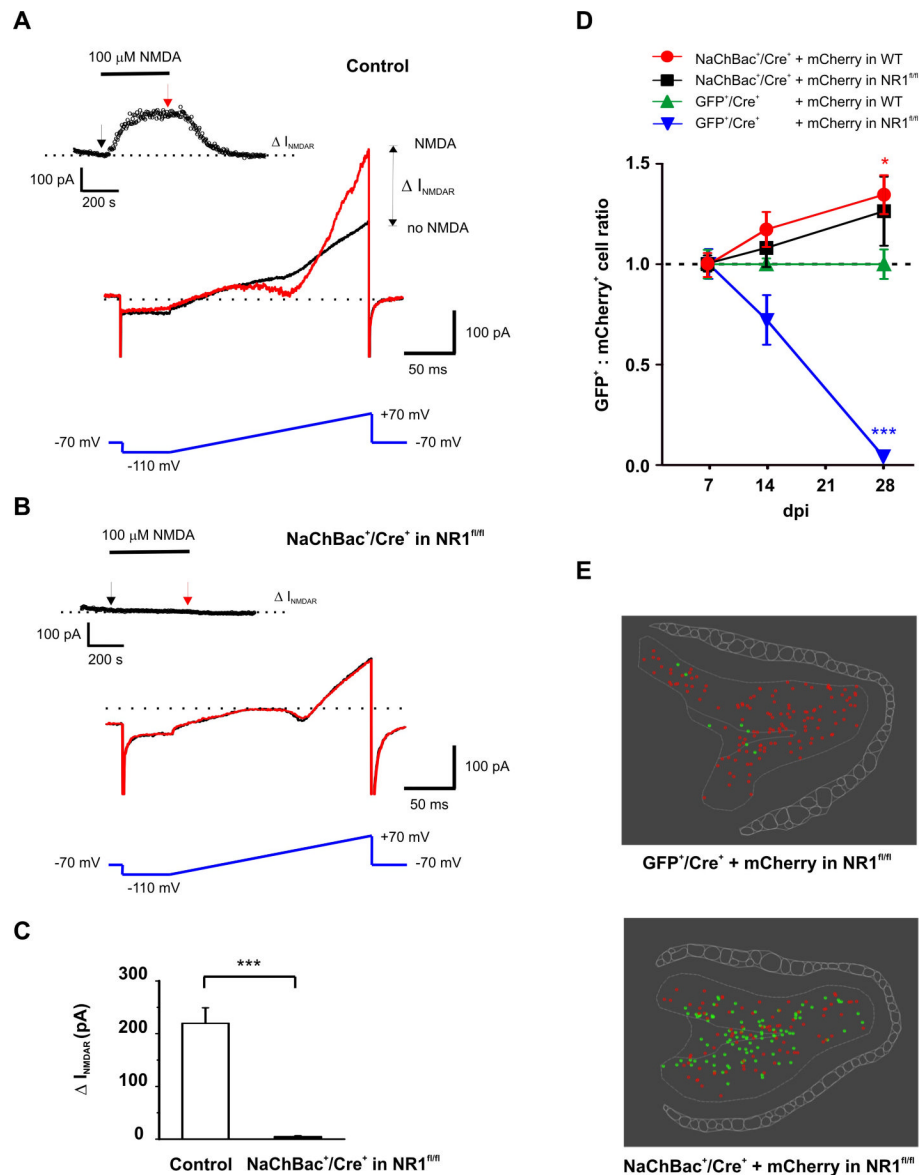 A
100 μM NMDA
Control
Δ I_NMDAR
100 pA
200 s
NMDA
Δ I_NMDAR
no NMDA
100 pA
50 ms
+70 mV
-70 mV
-70 mV
-110 mV
B
100 μM NMDA
NaChBac⁺/Cre⁺ in NR1^fl/fl
Δ I_NMDAR
100 pA
200 s
100 pA
50 ms
+70 mV
-70 mV
-70 mV
-110 mV
C
Δ I_NMDAR (pA)
300
200
100
0
***
Control
NaChBac⁺/Cre⁺ in NR1^fl/fl
D
NaChBac⁺/Cre⁺ + mCherry in WT
NaChBac⁺/Cre⁺ + mCherry in NR1^fl/fl
GFP⁺/Cre⁺ + mCherry in WT
GFP⁺/Cre⁺ + mCherry in NR1^fl/fl
GFP⁺ : mCherry⁺ cell ratio
1.5
1.0
0.5
0.0
*
***
7
14
21
28
dpi
E
GFP⁺/Cre⁺ + mCherry in NR1^fl/fl
NaChBac⁺/Cre⁺ + mCherry in NR1^fl/fl